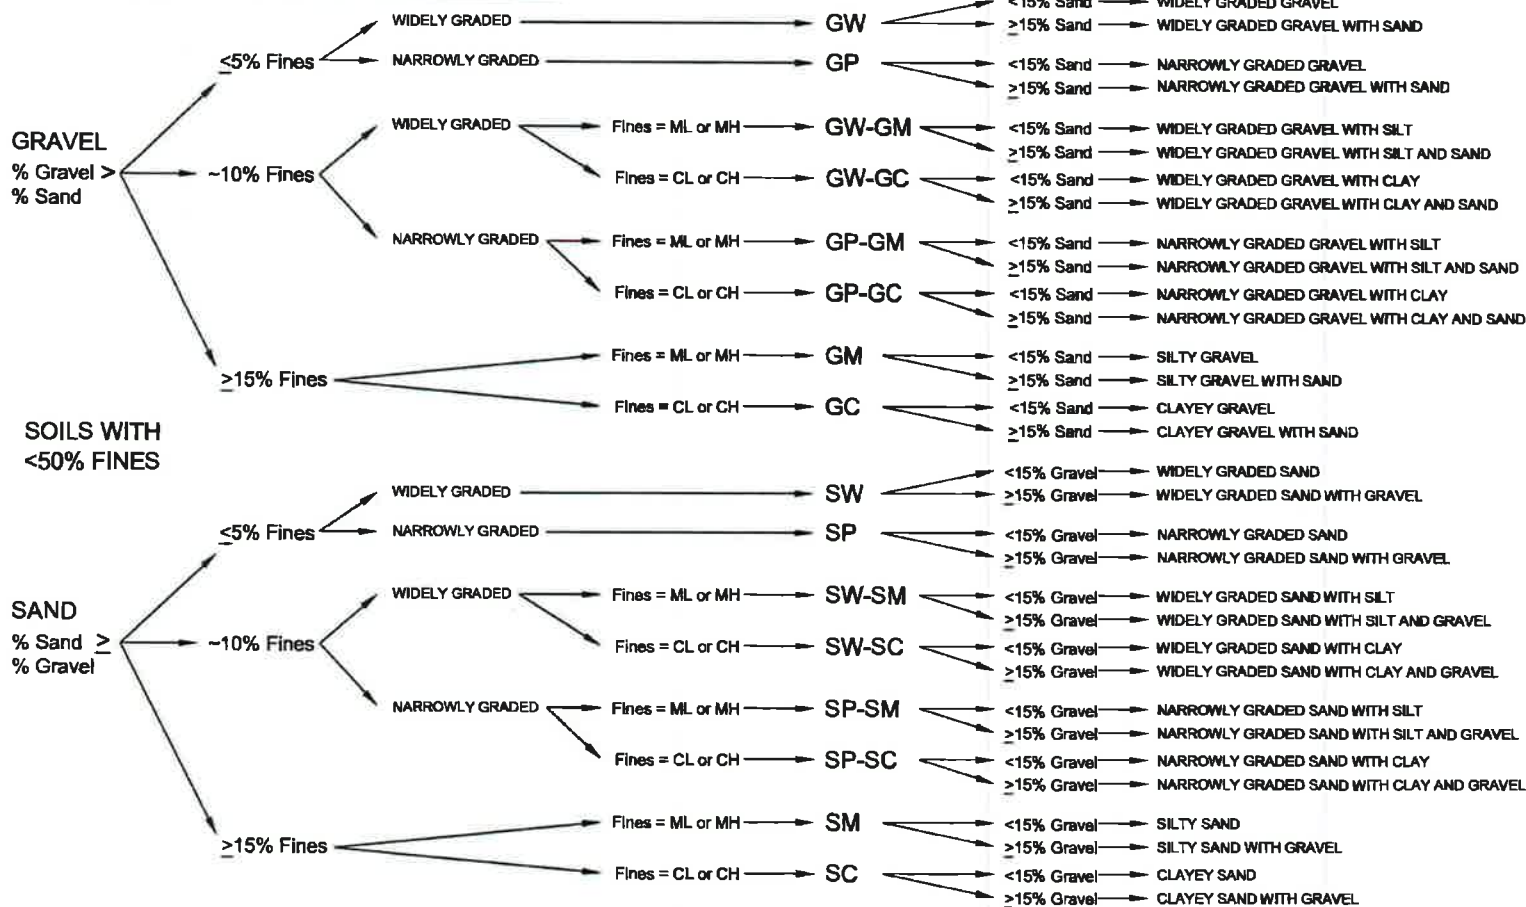 <15% Sand WIDELY GRADED GRAVEL
WIDELY GRADED GW ≥15% Sand WIDELY GRADED GRAVEL WITH SAND
≤5% Fines NARROWLY GRADED GP <15% Sand NARROWLY GRADED GRAVEL
≥15% Sand NARROWLY GRADED GRAVEL WITH SAND
GRAVEL
% Gravel >
% Sand
~10% Fines
WIDELY GRADED Fines = ML or MH GW-GM <15% Sand WIDELY GRADED GRAVEL WITH SILT
≥15% Sand WIDELY GRADED GRAVEL WITH SILT AND SAND
Fines = CL or CH GW-GC <15% Sand WIDELY GRADED GRAVEL WITH CLAY
≥15% Sand WIDELY GRADED GRAVEL WITH CLAY AND SAND
NARROWLY GRADED Fines = ML or MH GP-GM <15% Sand NARROWLY GRADED GRAVEL WITH SILT
≥15% Sand NARROWLY GRADED GRAVEL WITH SILT AND SAND
Fines = CL or CH GP-GC <15% Sand NARROWLY GRADED GRAVEL WITH CLAY
≥15% Sand NARROWLY GRADED GRAVEL WITH CLAY AND SAND
≥15% Fines
Fines = ML or MH GM <15% Sand SILTY GRAVEL
≥15% Sand SILTY GRAVEL WITH SAND
Fines = CL or CH GC <15% Sand CLAYEY GRAVEL
≥15% Sand CLAYEY GRAVEL WITH SAND
SOILS WITH
<50% FINES
<15% Gravel WIDELY GRADED SAND
WIDELY GRADED SW ≥15% Gravel WIDELY GRADED SAND WITH GRAVEL
≤5% Fines NARROWLY GRADED SP <15% Gravel NARROWLY GRADED SAND
≥15% Gravel NARROWLY GRADED SAND WITH GRAVEL
SAND
% Sand ≥
% Gravel
~10% Fines
WIDELY GRADED Fines = ML or MH SW-SM <15% Gravel WIDELY GRADED SAND WITH SILT
≥15% Gravel WIDELY GRADED SAND WITH SILT AND GRAVEL
Fines = CL or CH SW-SC <15% Gravel WIDELY GRADED SAND WITH CLAY
≥15% Gravel WIDELY GRADED SAND WITH CLAY AND GRAVEL
NARROWLY GRADED Fines = ML or MH SP-SM <15% Gravel NARROWLY GRADED SAND WITH SILT
≥15% Gravel NARROWLY GRADED SAND WITH SILT AND GRAVEL
Fines = CL or CH SP-SC <15% Gravel NARROWLY GRADED SAND WITH CLAY
≥15% Gravel NARROWLY GRADED SAND WITH CLAY AND GRAVEL
≥15% Fines
Fines = ML or MH SM <15% Gravel SILTY SAND
≥15% Gravel SILTY SAND WITH GRAVEL
Fines = CL or CH SC <15% Gravel CLAYEY SAND
≥15% Gravel CLAYEY SAND WITH GRAVEL